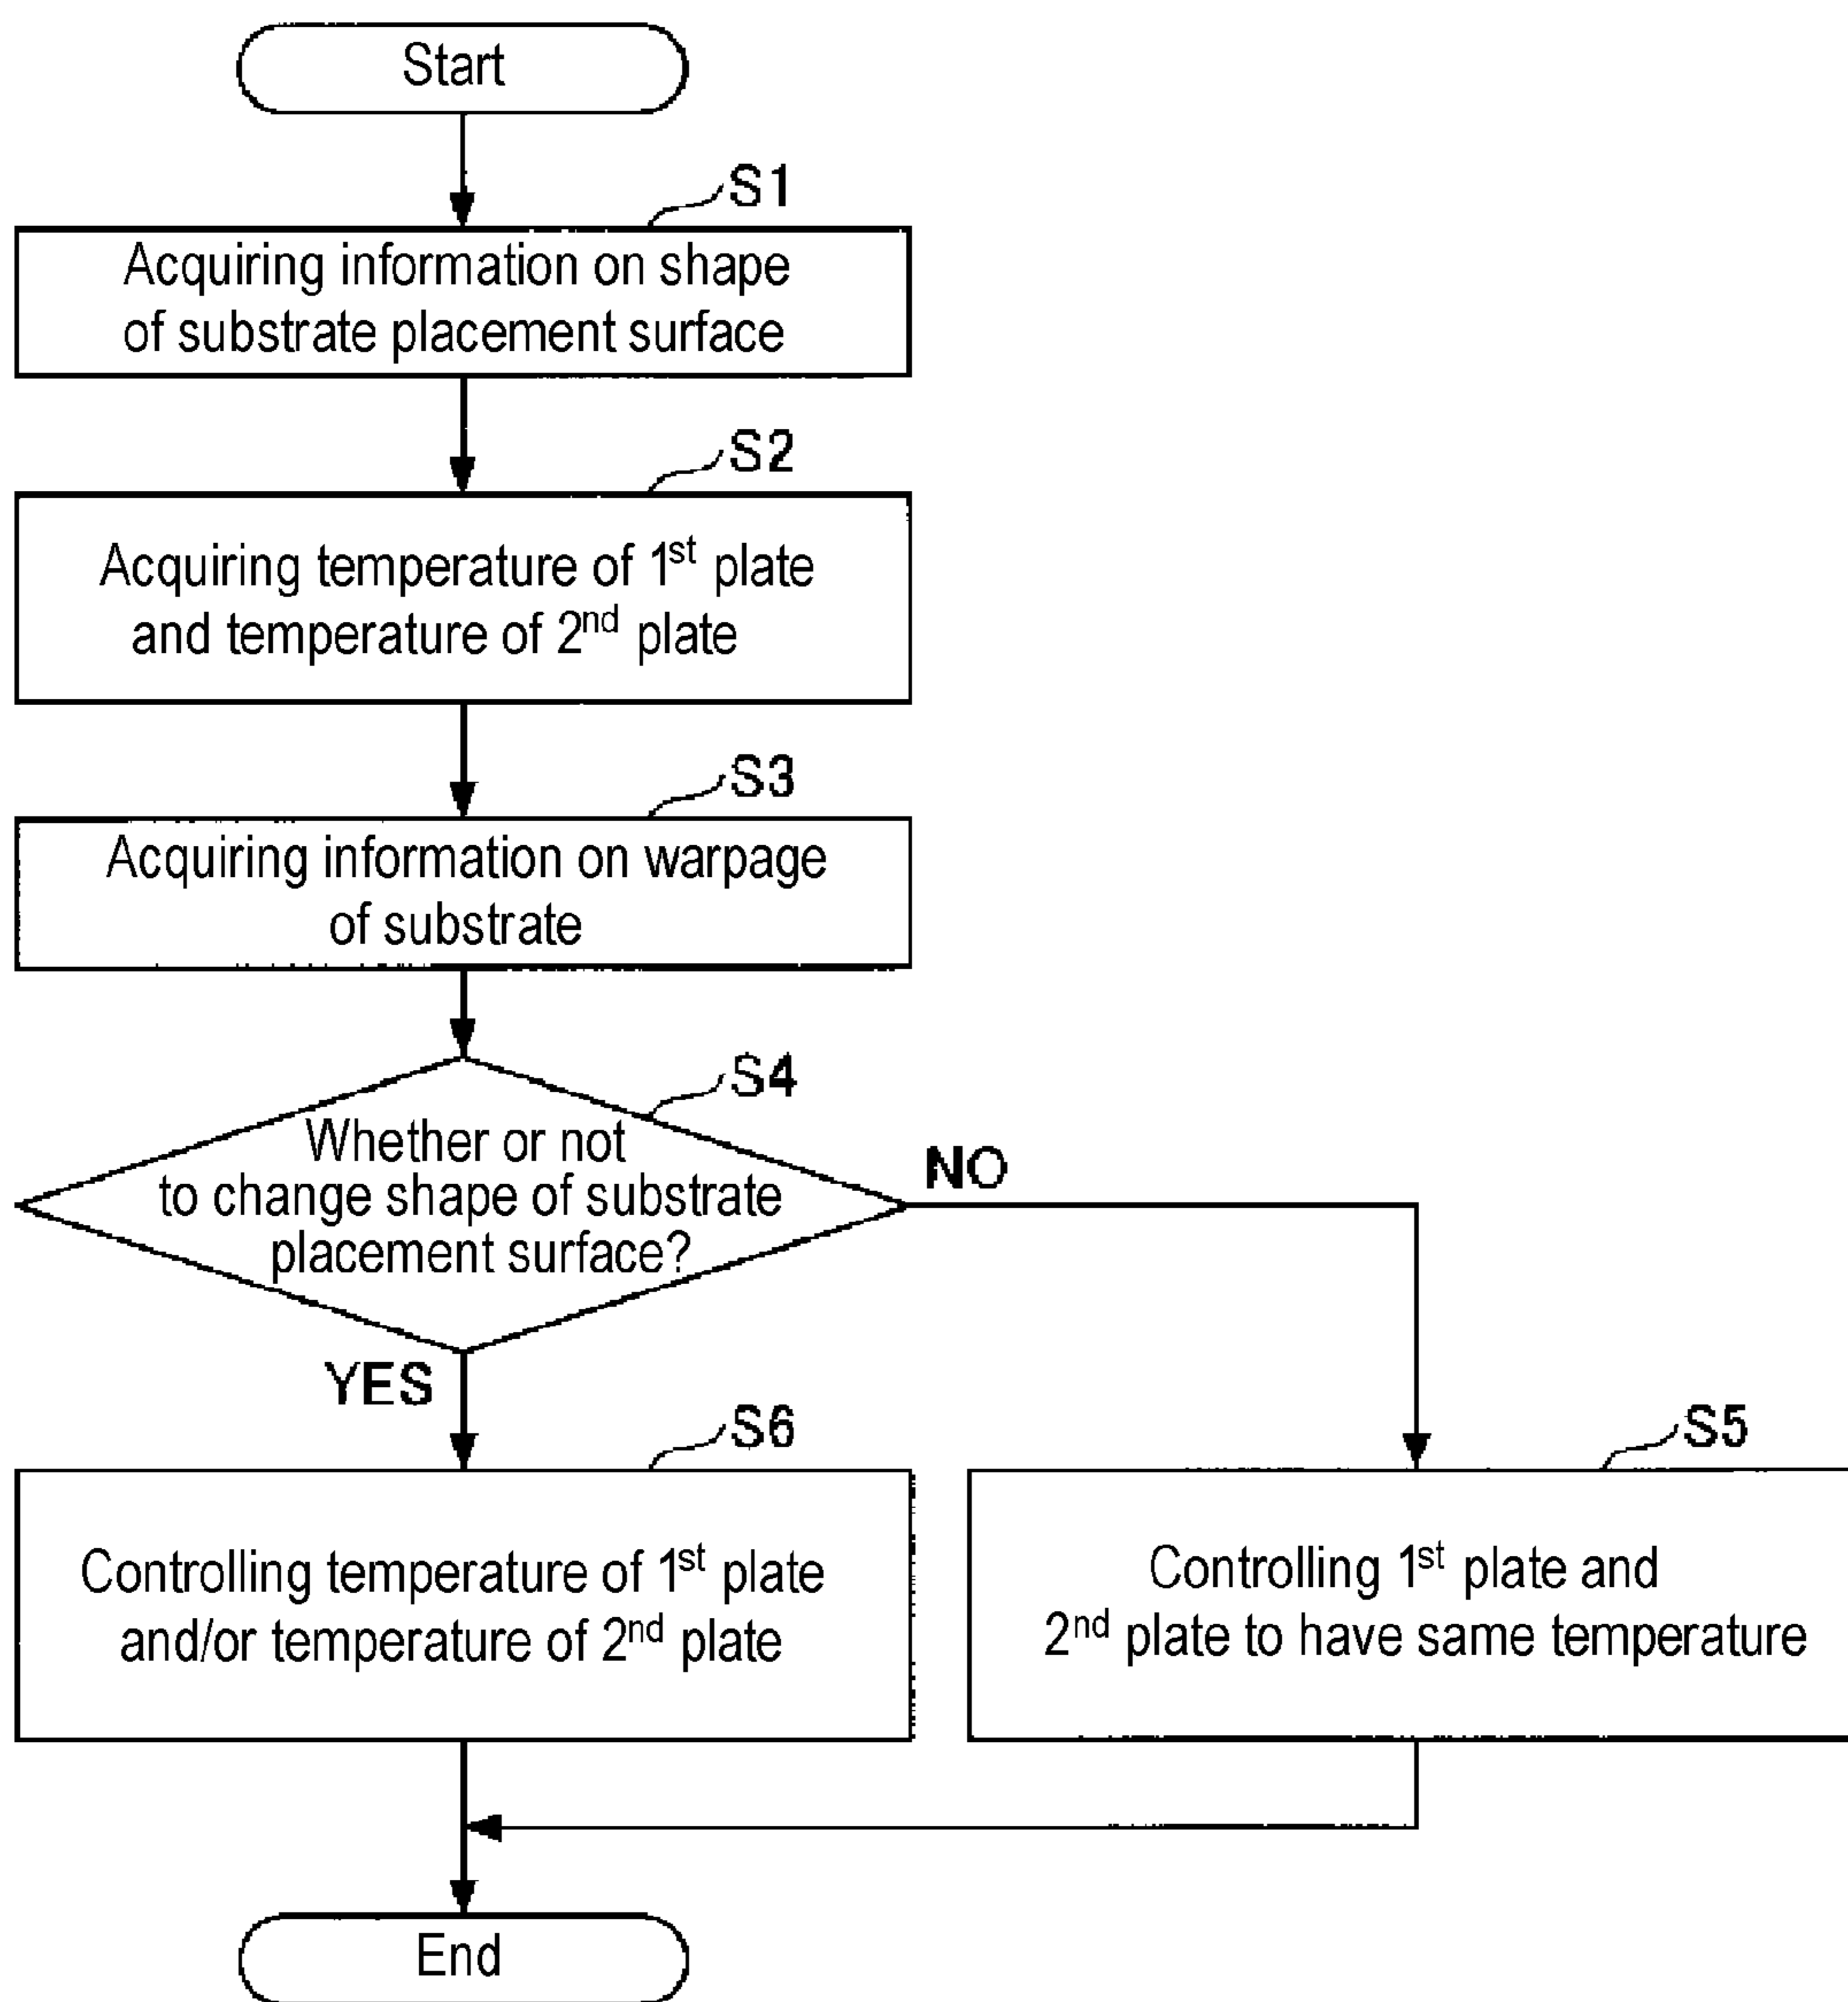 Start
S1
Acquiring information on shape
of substrate placement surface
S2
Acquiring temperature of 1st plate
and temperature of 2nd plate
S3
Acquiring information on warpage
of substrate
S4
Whether or not
to change shape of substrate
placement surface?
NO
YES
S6
Controlling temperature of 1st plate
and/or temperature of 2nd plate
S5
Controlling 1st plate and
2nd plate to have same temperature
End